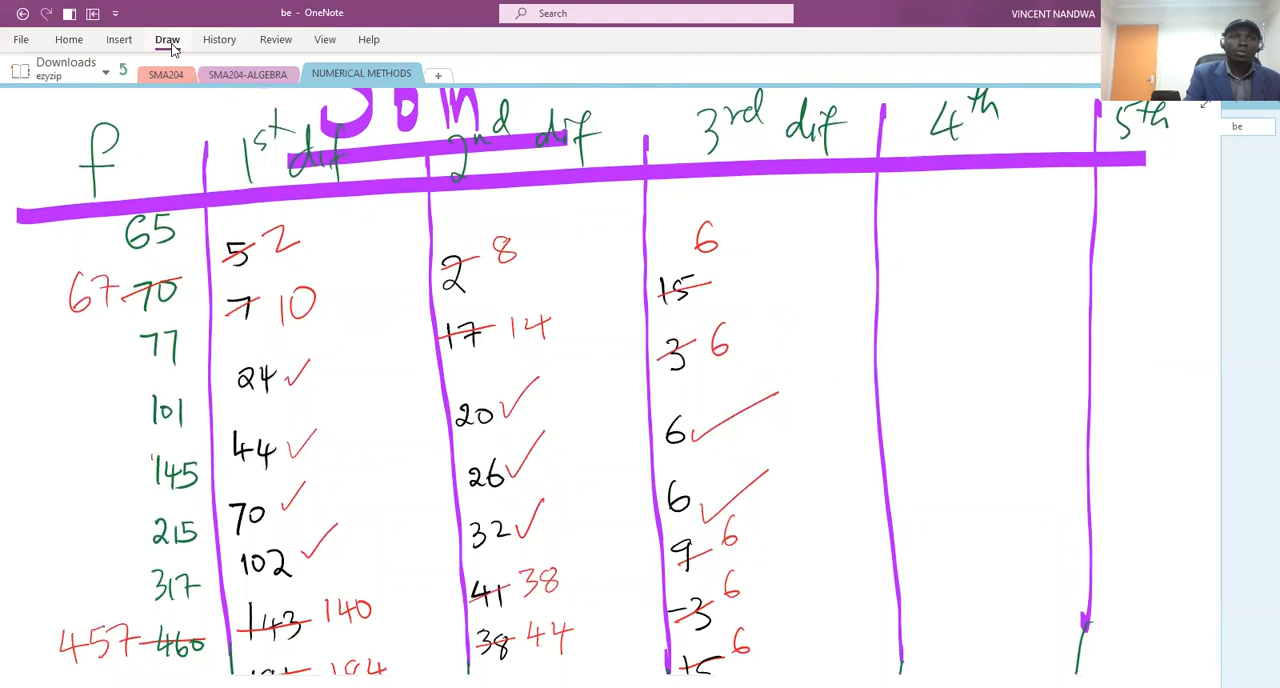 be - OneNote
Search
VINCENT NANDWA
File Home Insert Draw History Review View Help
Downloads
ezyzip
SMA204 SMA204-ALGEBRA NUMERICAL METHODS +
be
f 1st dif 2nd dif 3rd dif 4th 5th
65 5 2 2 8 6
67 70 7 10 17 14 15
77 24 20 3 6
101 44 26 6
145 70 32 6
215 102 41 38 9 6
317 143 140 38 44 -3 6
457 460 184 15 6